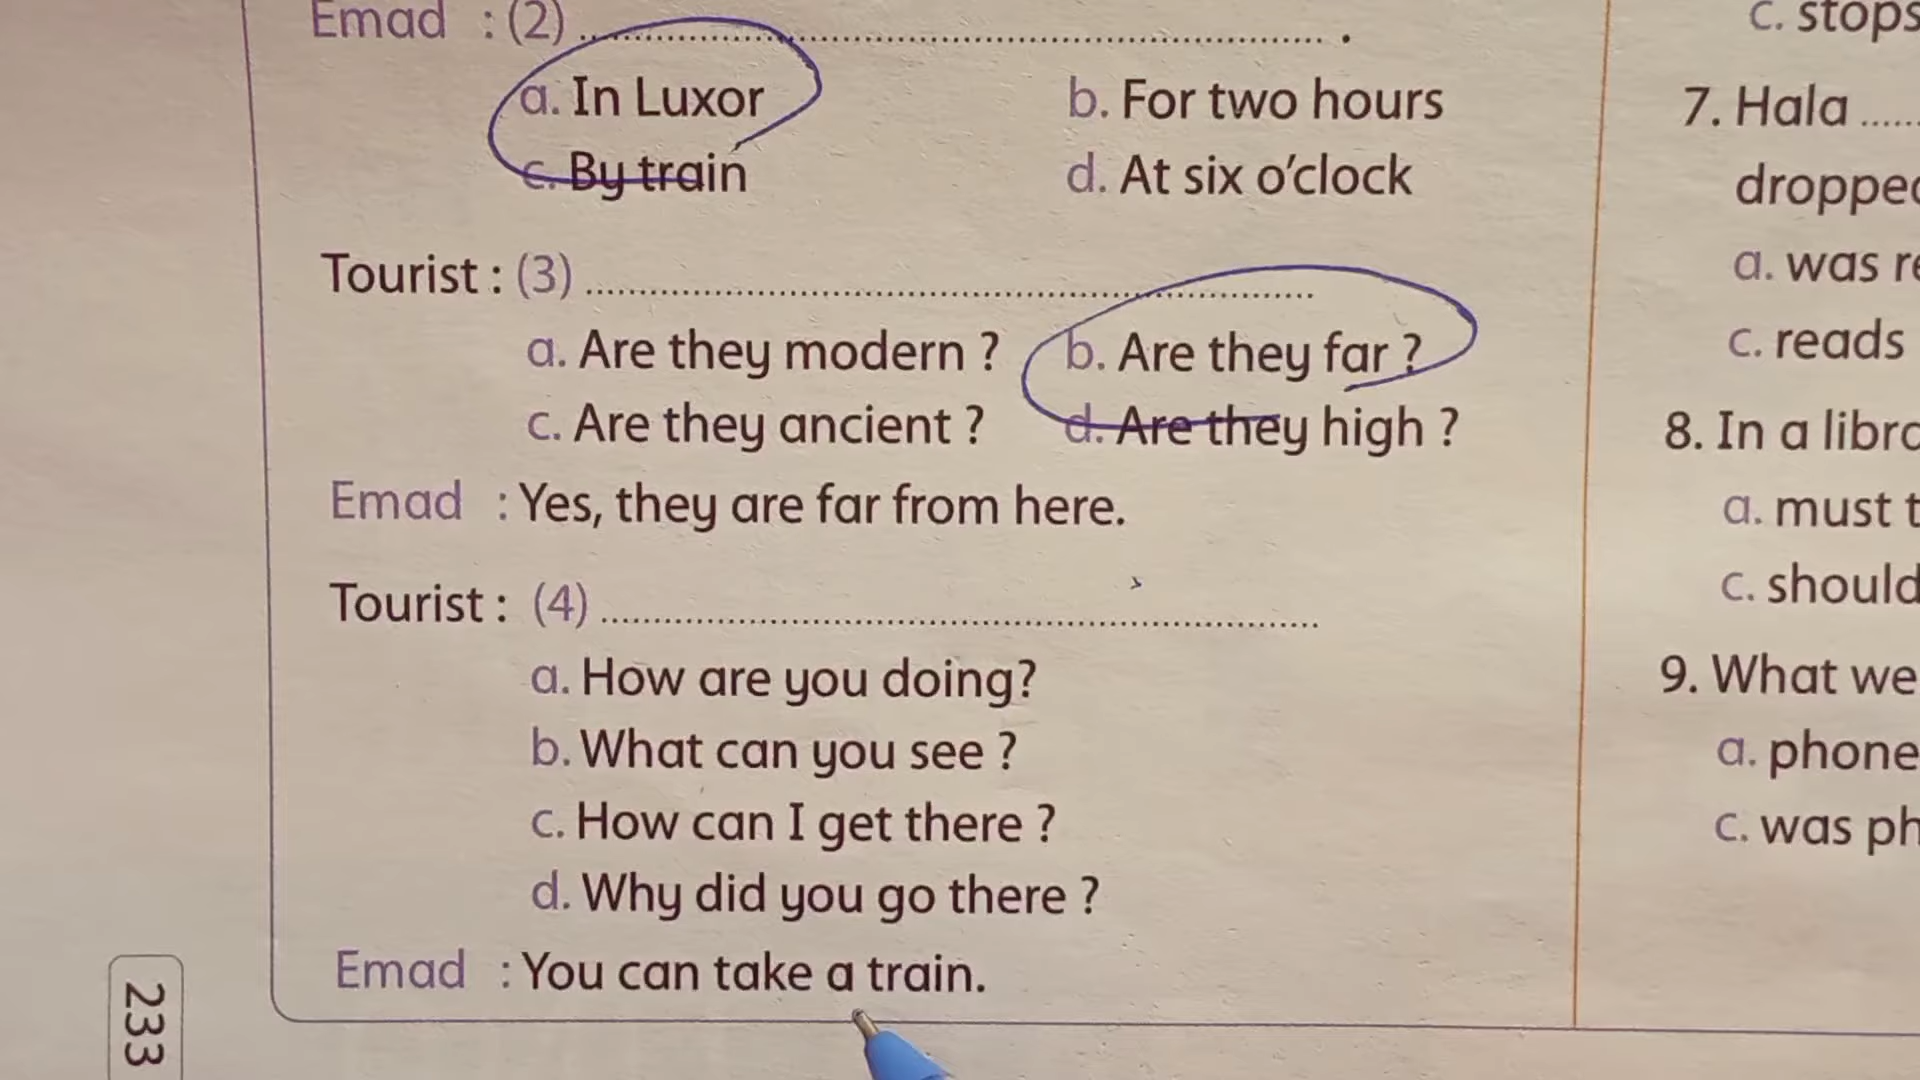 Emad : (2) .
a. In Luxor b. For two hours
c. By train d. At six o'clock
Tourist : (3)
a. Are they modern ? b. Are they far ?
c. Are they ancient ? d. Are they high ?
Emad : Yes, they are far from here.
Tourist : (4)
a. How are you doing?
b. What can you see ?
c. How can I get there ?
d. Why did you go there ?
Emad : You can take a train.
233
c. stops
7. Hala
dropped
a. was
c. reads
8. In a
a. must
c. should
9. What
a. phone
c. was